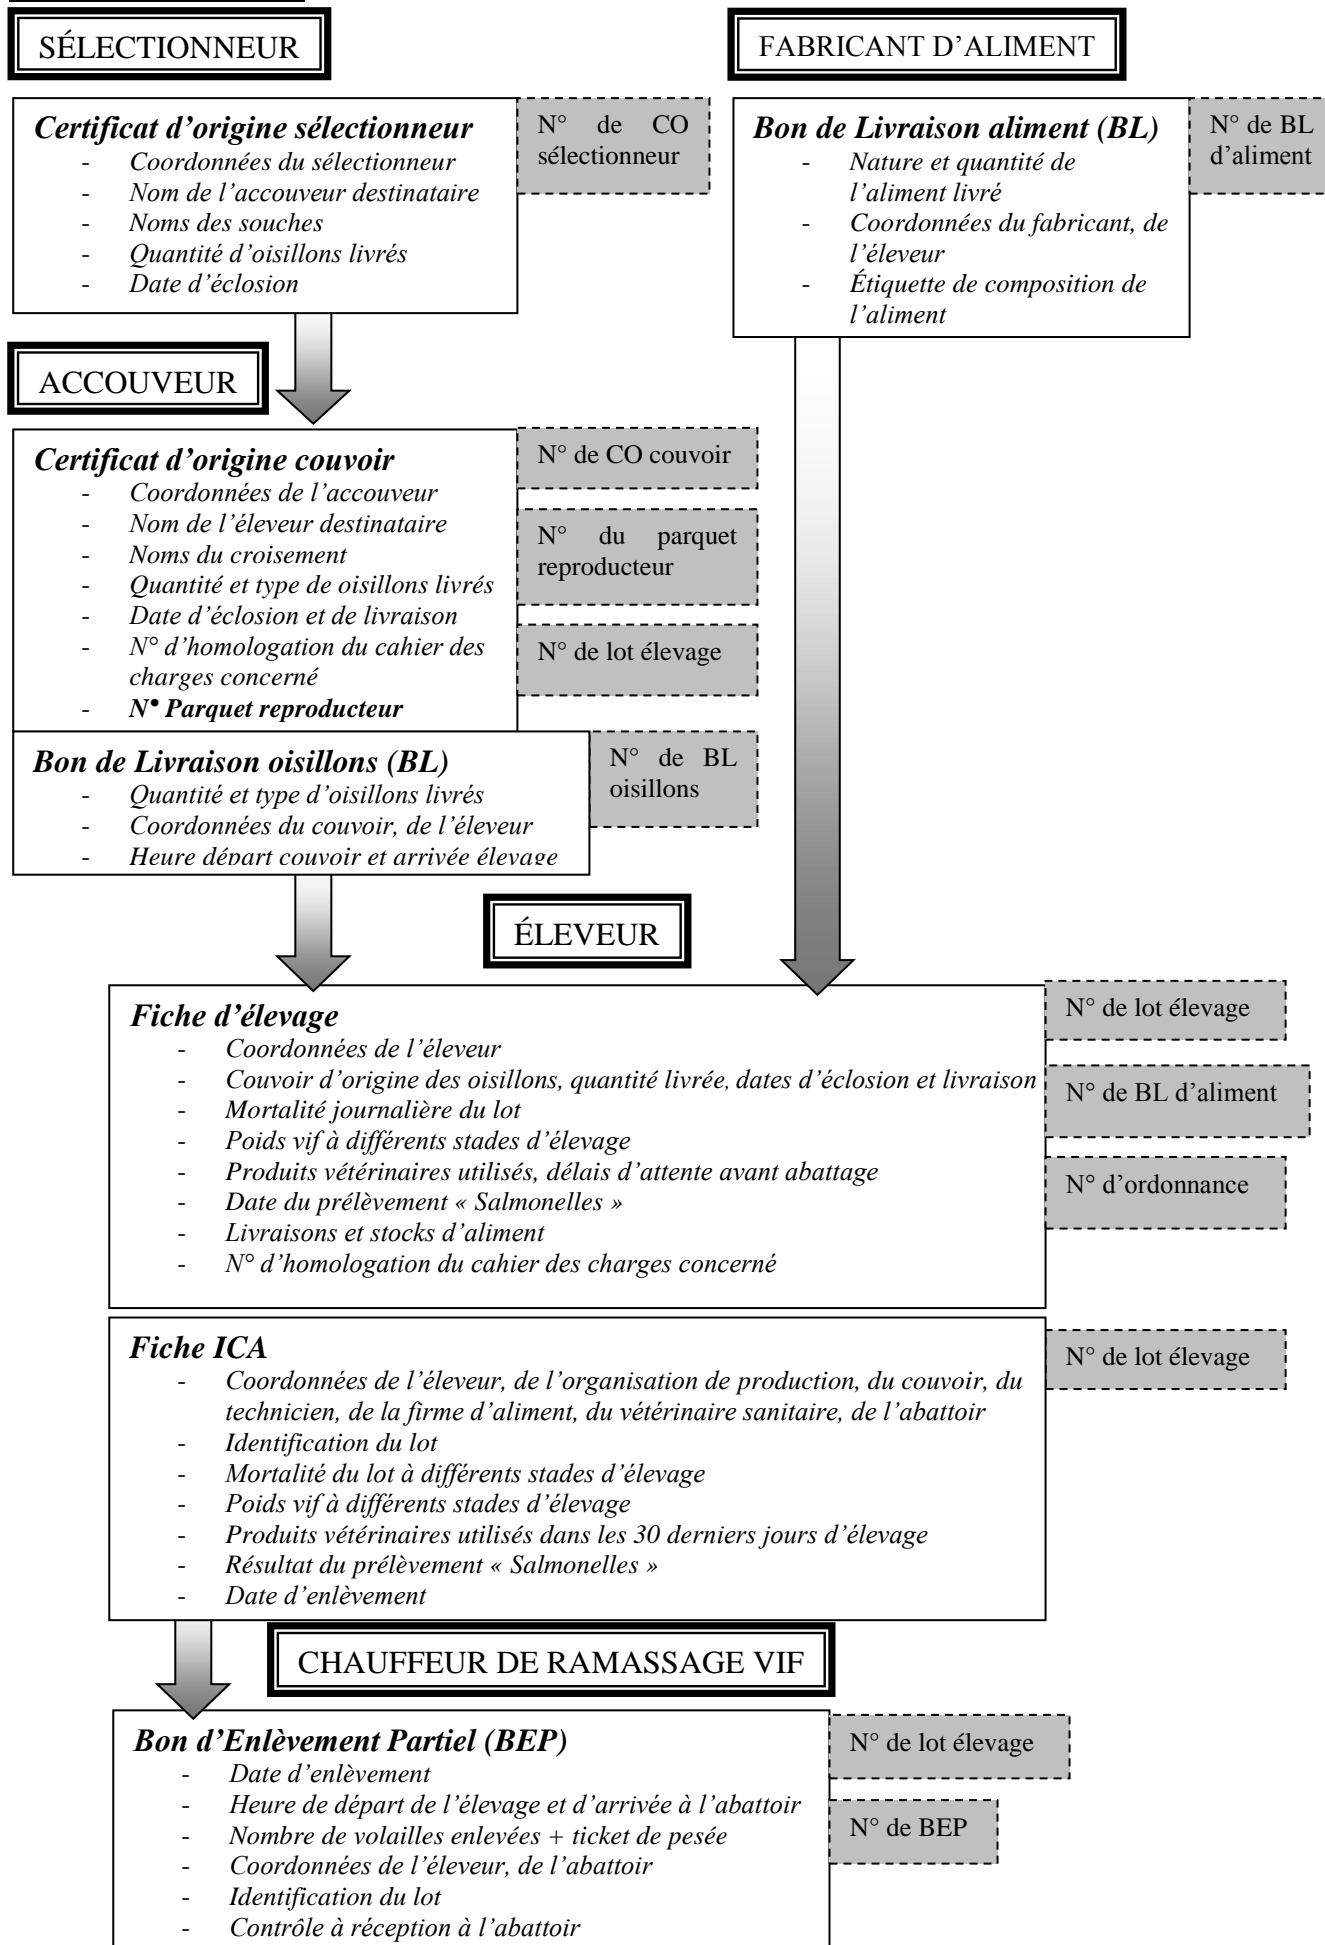 SÉLECTIONNEUR
FABRICANT D’ALIMENT
Certificat d’origine sélectionneur
- Coordonnées du sélectionneur
- Nom de l’accouveur destinataire
- Noms des souches
- Quantité d’oisillons livrés
- Date d’éclosion
N° de CO
sélectionneur
Bon de Livraison aliment (BL)
- Nature et quantité de
l’aliment livré
- Coordonnées du fabricant, de
l’éleveur
- Étiquette de composition de
l’aliment
N° de BL
d’aliment
ACCOUVEUR
Certificat d’origine couvoir
- Coordonnées de l’accouveur
- Nom de l’éleveur destinataire
- Noms du croisement
- Quantité et type de oisillons livrés
- Date d’éclosion et de livraison
- N° d’homologation du cahier des
charges concerné
- N° Parquet reproducteur
N° de CO couvoir
N° du parquet
reproducteur
N° de lot élevage
Bon de Livraison oisillons (BL)
- Quantité et type d’oisillons livrés
- Coordonnées du couvoir, de l’éleveur
- Heure départ couvoir et arrivée élevage
N° de BL
oisillons
ÉLEVEUR
Fiche d’élevage
- Coordonnées de l’éleveur
- Couvoir d’origine des oisillons, quantité livrée, dates d’éclosion et livraison
- Mortalité journalière du lot
- Poids vif à différents stades d’élevage
- Produits vétérinaires utilisés, délais d’attente avant abattage
- Date du prélèvement « Salmonelles »
- Livraisons et stocks d’aliment
- N° d’homologation du cahier des charges concerné
N° de lot élevage
N° de BL d’aliment
N° d’ordonnance
Fiche ICA
- Coordonnées de l’éleveur, de l’organisation de production, du couvoir, du
technicien, de la firme d’aliment, du vétérinaire sanitaire, de l’abattoir
- Identification du lot
- Mortalité du lot à différents stades d’élevage
- Poids vif à différents stades d’élevage
- Produits vétérinaires utilisés dans les 30 derniers jours d’élevage
- Résultat du prélèvement « Salmonelles »
- Date d’enlèvement
N° de lot élevage
CHAUFFEUR DE RAMASSAGE VIF
Bon d’Enlèvement Partiel (BEP)
- Date d’enlèvement
- Heure de départ de l’élevage et d’arrivée à l’abattoir
- Nombre de volailles enlevées + ticket de pesée
- Coordonnées de l’éleveur, de l’abattoir
- Identification du lot
- Contrôle à réception à l’abattoir
N° de lot élevage
N° de BEP